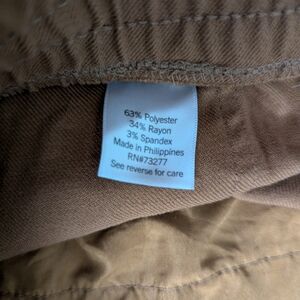 63% Polyester
34% Rayon
3% Spandex
Made in Philippines
RN#73277
See reverse for care